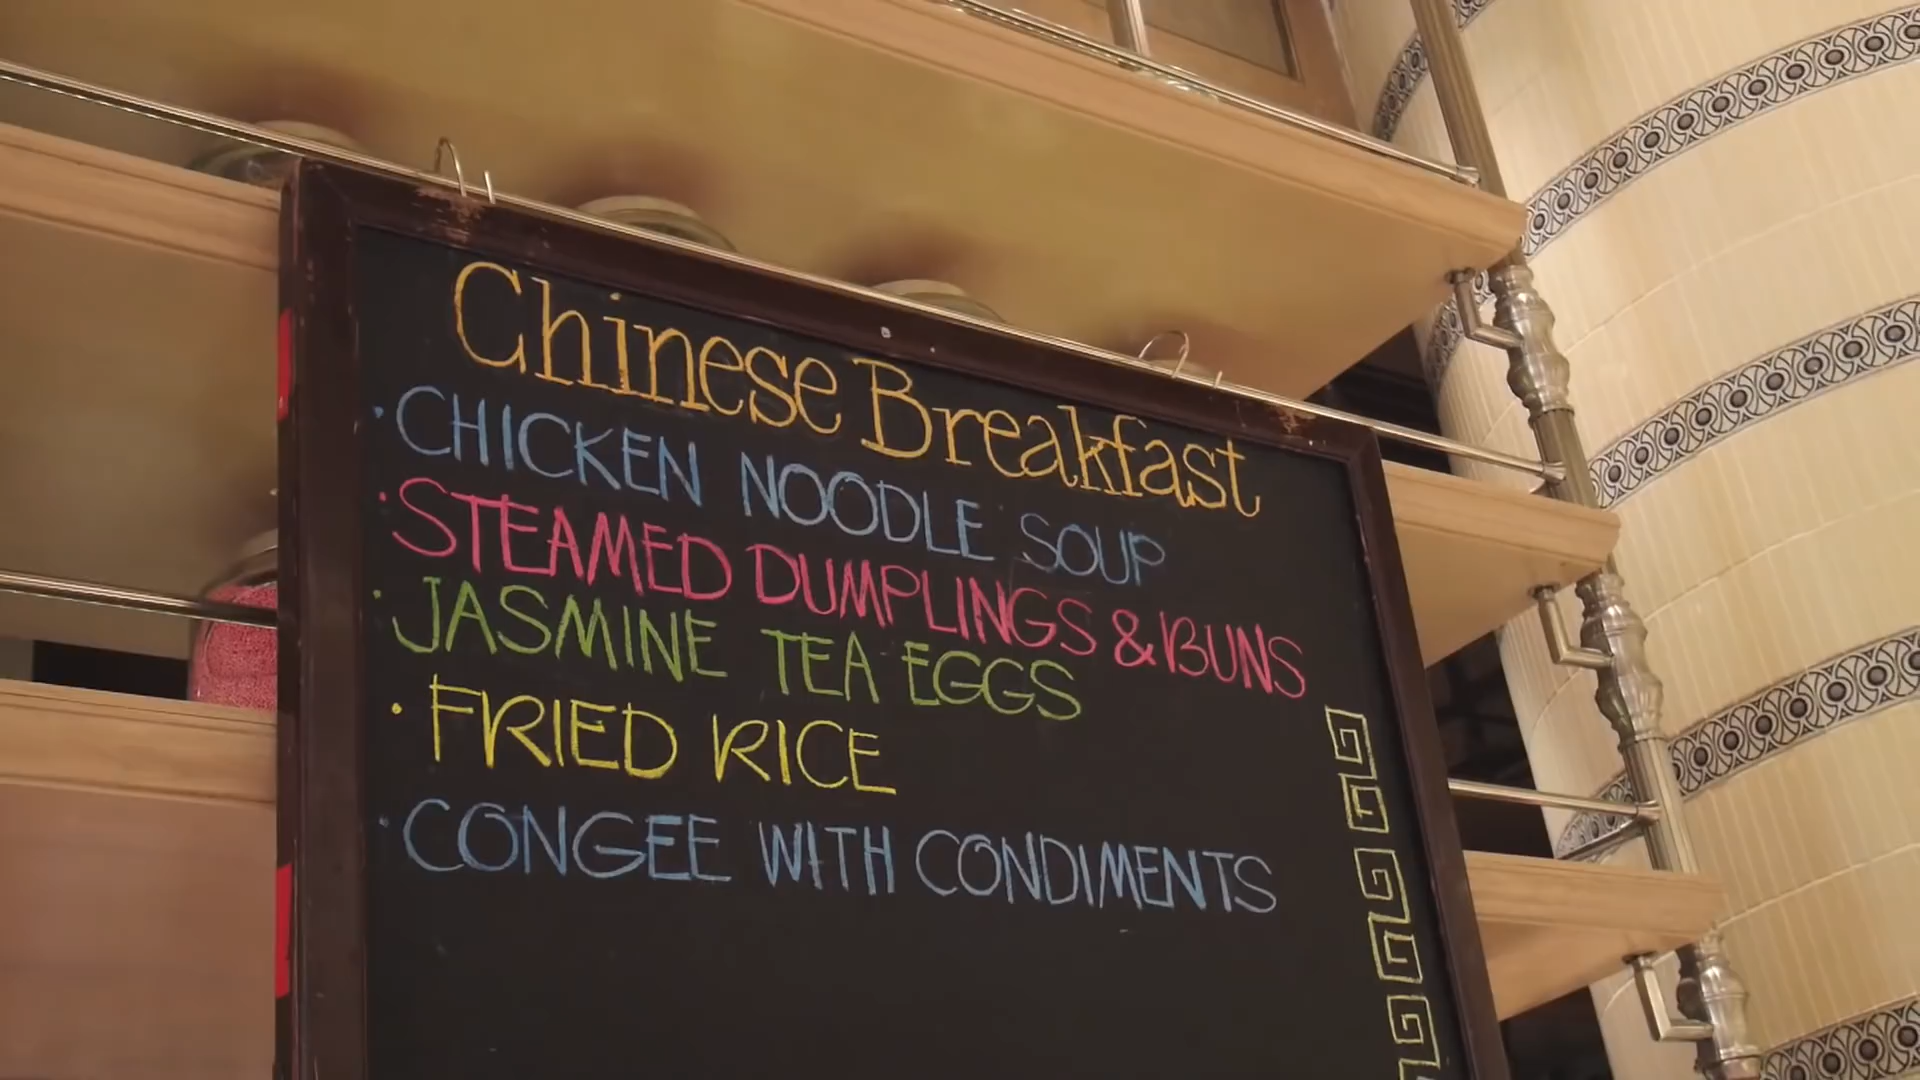 Chinese Breakfast
· CHICKEN NOODLE SOUP
· STEAMED DUMPLINGS & BUNS
· JASMINE TEA EGGS
· FRIED RICE
· CONGEE WITH CONDIMENTS